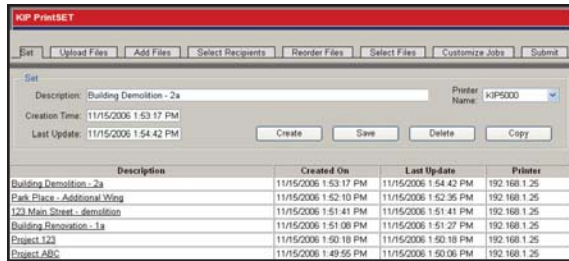 KIP PrintSET
Set Upload Files Add Files Select Recipients Reorder Files Select Files Customize Jobs Submit
Set
Description: Building Demolition - 2a Printer Name: KIP5000
Creation Time: 11/15/2006 1:53:17 PM
Last Update: 11/15/2006 1:54:42 PM Create Save Delete Copy
Description Created On Last Update Printer
Building Demolition - 2a 11/15/2006 1:53:17 PM 11/15/2006 1:54:42 PM 192.168.1.25
Park Place - Additional Wing 11/15/2006 1:52:10 PM 11/15/2006 1:52:35 PM 192.168.1.25
123 Main Street - demolition 11/15/2006 1:51:41 PM 11/15/2006 1:51:41 PM 192.168.1.25
Building Renovation - 1a 11/15/2006 1:51:08 PM 11/15/2006 1:51:27 PM 192.168.1.25
Project 123 11/15/2006 1:50:18 PM 11/15/2006 1:50:18 PM 192.168.1.25
Project ABC 11/15/2006 1:49:55 PM 11/15/2006 1:50:06 PM 192.168.1.25